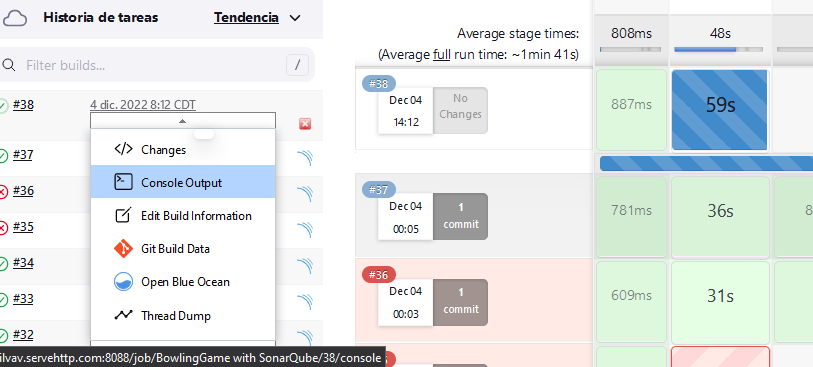 Historia de tareas
Tendencia
Filter builds...
/
#38
4 dic. 2022 8:12 CDT
Changes
Console Output
Edit Build Information
Git Build Data
Open Blue Ocean
Thread Dump
#37
#36
#35
#34
#33
#32
ilvav.servehttp.com:8088/job/BowlingGame with SonarQube/38/console
Average stage times:
(Average full run time: ~1min 41s)
808ms
48s
#38
Dec 04
14:12
No
Changes
887ms
59s
#37
Dec 04
00:05
1
commit
781ms
36s
8
#36
Dec 04
00:03
1
commit
609ms
31s